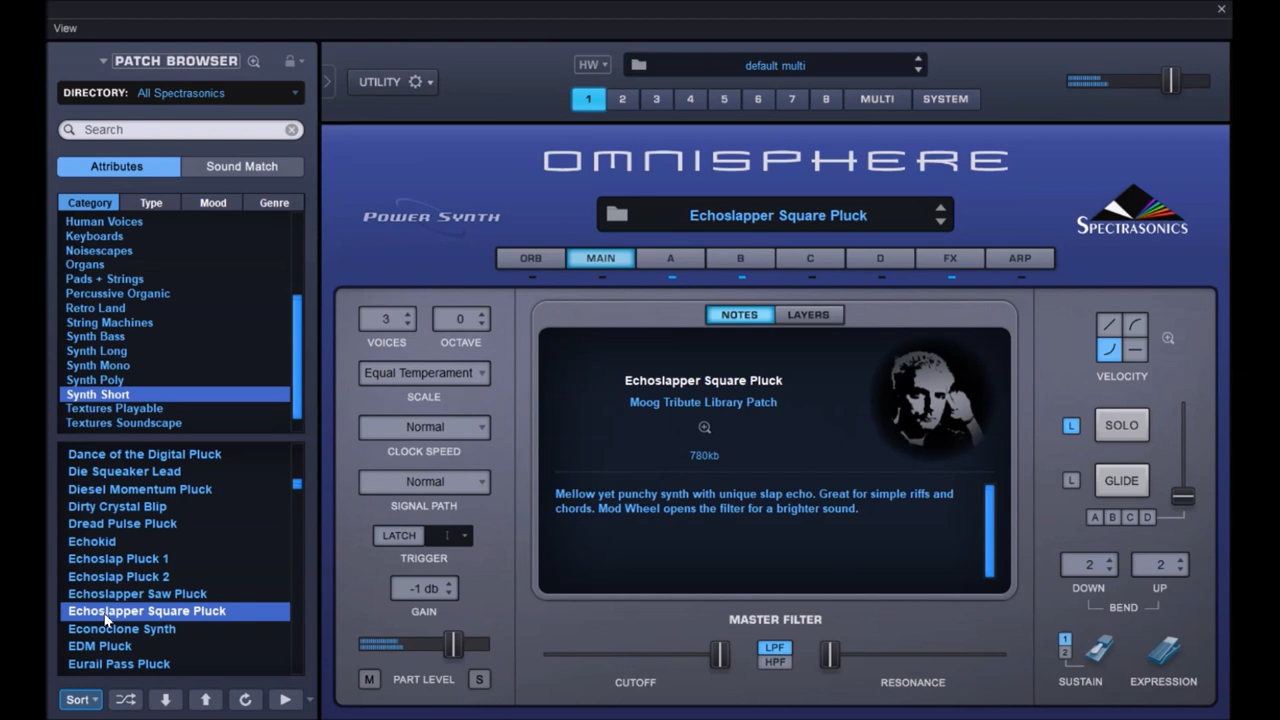 View
PATCH BROWSER
DIRECTORY: All Spectrasonics
Search
Attributes Sound Match
Category Type Mood Genre
Human Voices
Keyboards
Noisescapes
Organs
Pads + Strings
Percussive Organic
Retro Land
String Machines
Synth Bass
Synth Long
Synth Mono
Synth Poly
Synth Short
Textures Playable
Textures Soundscape
Dance of the Digital Pluck
Die Squeaker Lead
Diesel Momentum Pluck
Dirty Crystal Blip
Dread Pulse Pluck
Echokid
Echoslap Pluck 1
Echoslap Pluck 2
Echoslapper Saw Pluck
Echoslapper Square Pluck
Econoclone Synth
EDM Pluck
Eurail Pass Pluck
Sort
UTILITY
HW
default multi
1 2 3 4 5 6 7 8 MULTI SYSTEM
OMNISPHERE
POWER SYNTH
Echoslapper Square Pluck
SPECTRASONICS
ORB MAIN A B C D FX ARP
3 0
VOICES OCTAVE
Equal Temperament
SCALE
Normal
CLOCK SPEED
Normal
SIGNAL PATH
LATCH
TRIGGER
-1 db
GAIN
M PART LEVEL S
NOTES LAYERS
Echoslapper Square Pluck
Moog Tribute Library Patch
780kb
Mellow yet punchy synth with unique slap echo. Great for simple riffs and
chords. Mod Wheel opens the filter for a brighter sound.
MASTER FILTER
LPF
HPF
CUTOFF RESONANCE
VELOCITY
L SOLO
L GLIDE
A B C D
2 2
DOWN UP
BEND
1
2
SUSTAIN EXPRESSION